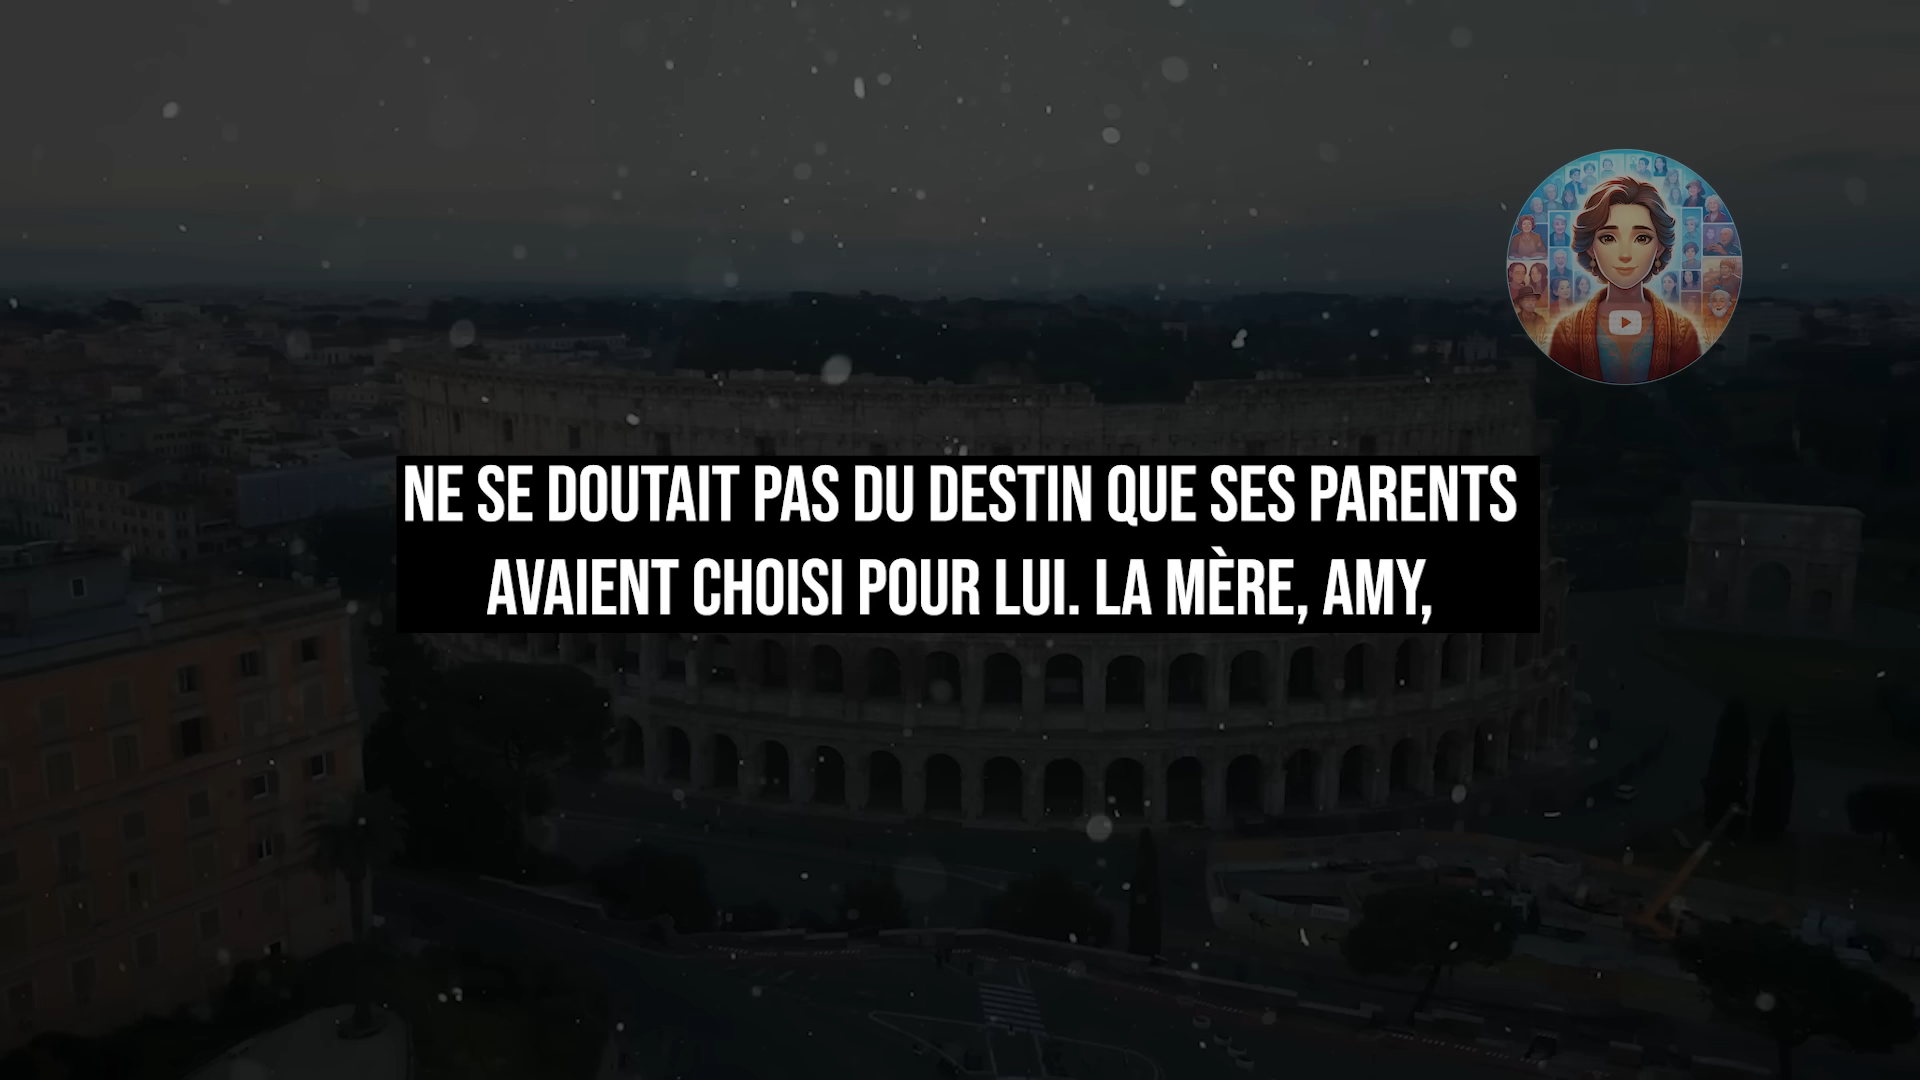 NE SE DOUTAIT PAS DU DESTIN QUE SES PARENTS
AVAIENT CHOISI POUR LUI. LA MÈRE, AMY,